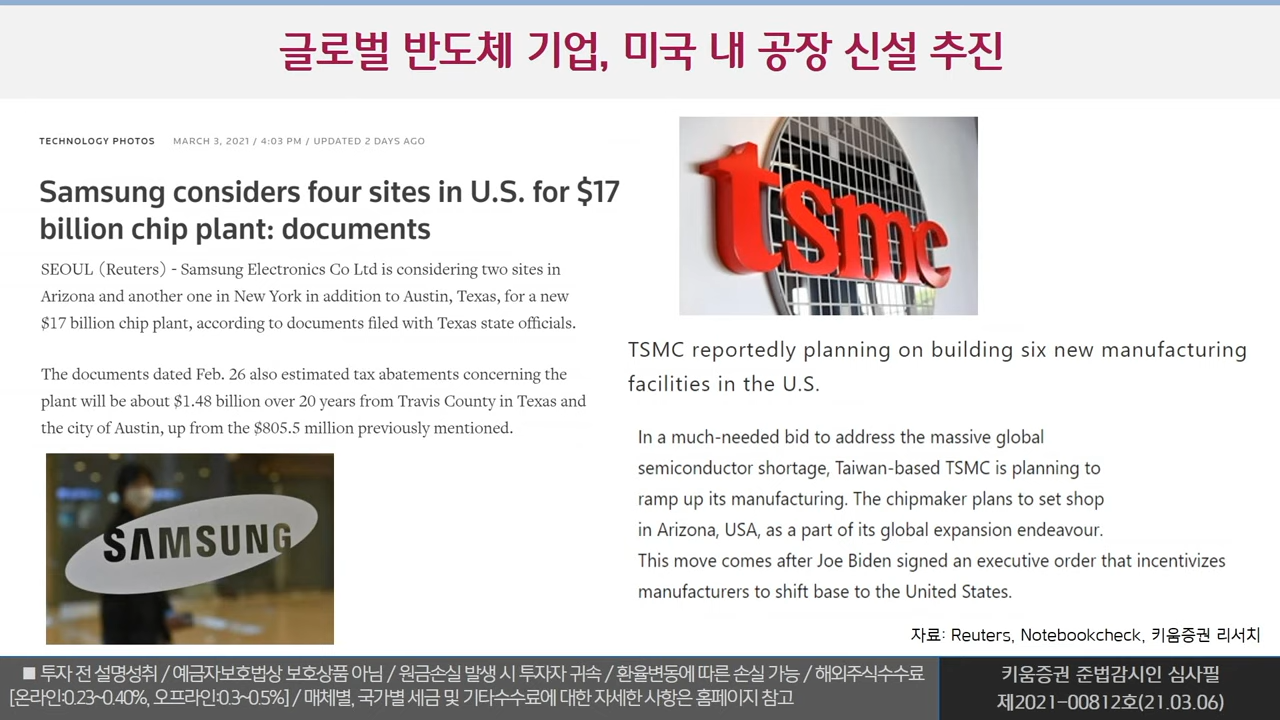 글로벌 반도체 기업, 미국 내 공장 신설 추진
TECHNOLOGY PHOTOS MARCH 3, 2021 / 4:03 PM / UPDATED 2 DAYS AGO
Samsung considers four sites in U.S. for $17
billion chip plant: documents
SEOUL (Reuters) - Samsung Electronics Co Ltd is considering two sites in
Arizona and another one in New York in addition to Austin, Texas, for a new
$17 billion chip plant, according to documents filed with Texas state officials.
The documents dated Feb. 26 also estimated tax abatements concerning the
plant will be about $1.48 billion over 20 years from Travis County in Texas and
the city of Austin, up from the $805.5 million previously mentioned.
SAMSUNG
tsmc
TSMC reportedly planning on building six new manufacturing
facilities in the U.S.
In a much-needed bid to address the massive global
semiconductor shortage, Taiwan-based TSMC is planning to
ramp up its manufacturing. The chipmaker plans to set shop
in Arizona, USA, as a part of its global expansion endeavour.
This move comes after Joe Biden signed an executive order that incentivizes
manufacturers to shift base to the United States.
자료: Reuters, Notebookcheck, 키움증권 리서치
■ 투자 전 설명성취 / 예금자보호법상 보호상품 아님 / 원금손실 발생 시 투자자 귀속 / 환율변동에 따른 손실 가능 / 해외주식수수료
[온라인:0.23~0.40%, 오프라인:0.3~0.5%] / 매체별, 국가별 세금 및 기타수수료에 대한 자세한 사항은 홈페이지 참고
키움증권 준법감시인 심사필
제2021-00812호(21.03.06)